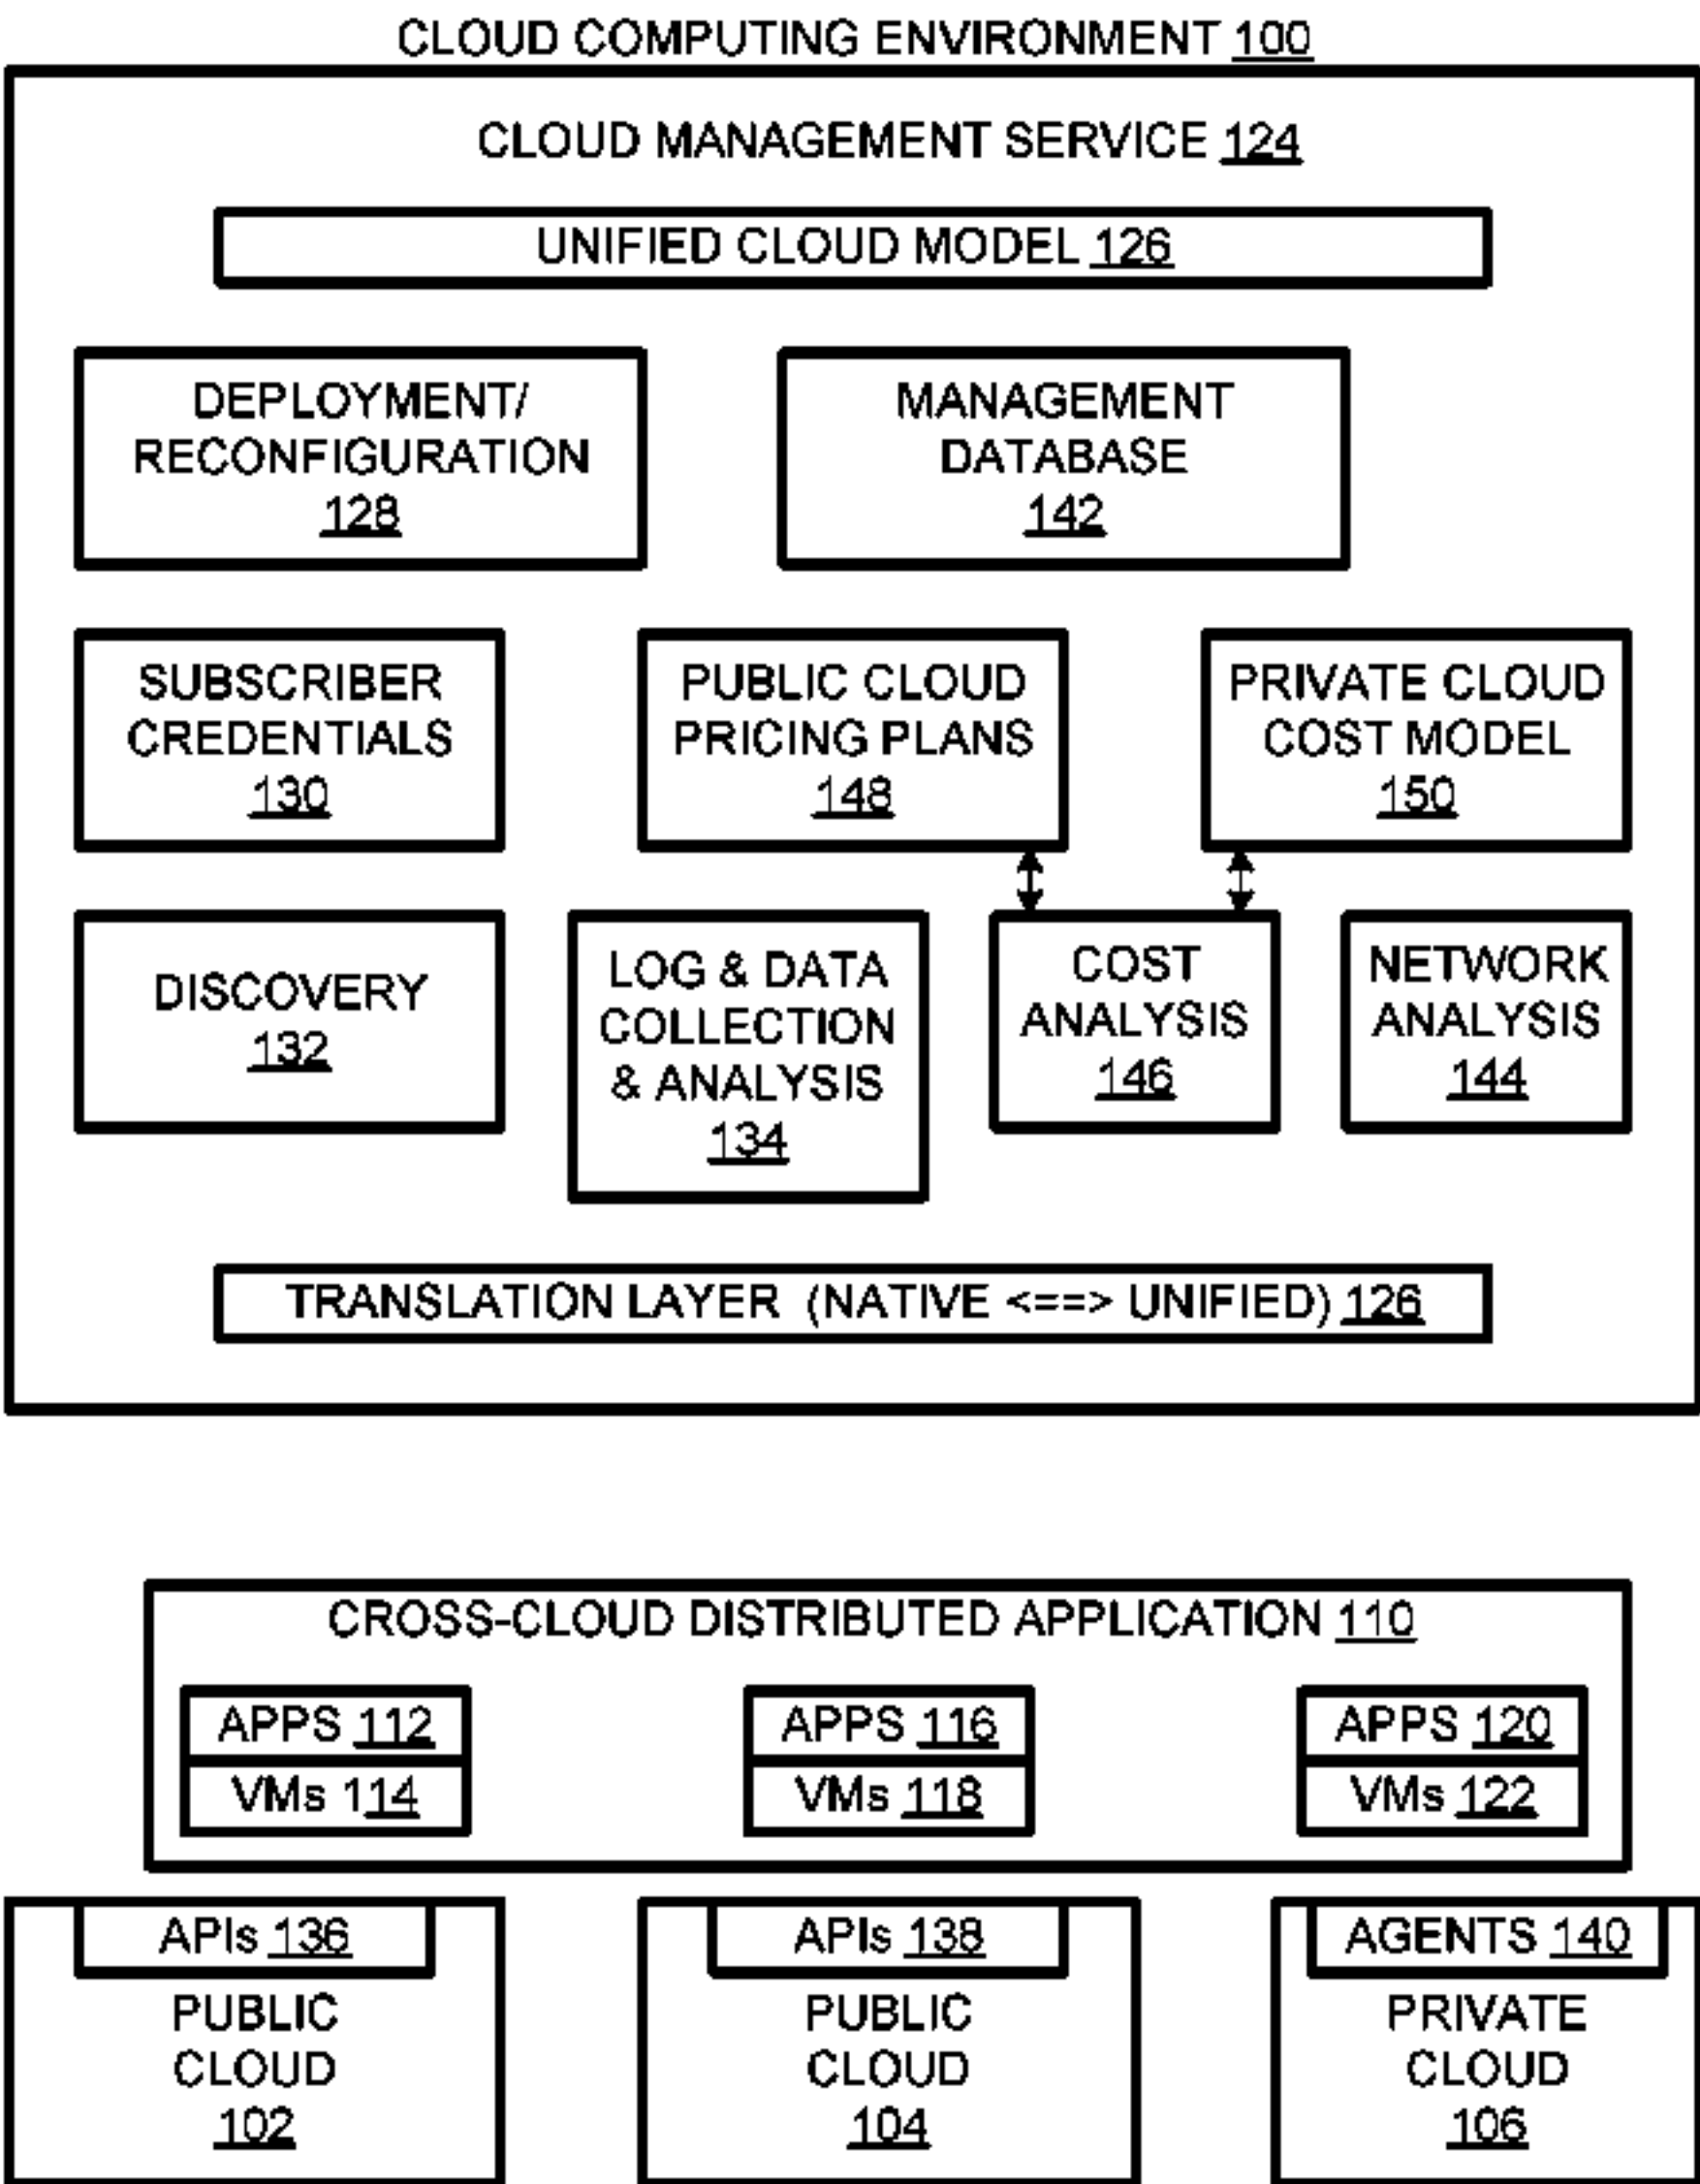 CLOUD COMPUTING ENVIRONMENT 100
CLOUD MANAGEMENT SERVICE 124
UNIFIED CLOUD MODEL 126
DEPLOYMENT/
RECONFIGURATION
128
MANAGEMENT
DATABASE
142
SUBSCRIBER
CREDENTIALS
130
PUBLIC CLOUD
PRICING PLANS
148
PRIVATE CLOUD
COST MODEL
150
DISCOVERY
132
LOG & DATA
COLLECTION
& ANALYSIS
134
COST
ANALYSIS
146
NETWORK
ANALYSIS
144
TRANSLATION LAYER (NATIVE <==> UNIFIED) 126
CROSS-CLOUD DISTRIBUTED APPLICATION 110
APPS 112
VMs 114
APPS 116
VMs 118
APPS 120
VMs 122
APIs 136
PUBLIC
CLOUD
102
APIs 138
PUBLIC
CLOUD
104
AGENTS 140
PRIVATE
CLOUD
106